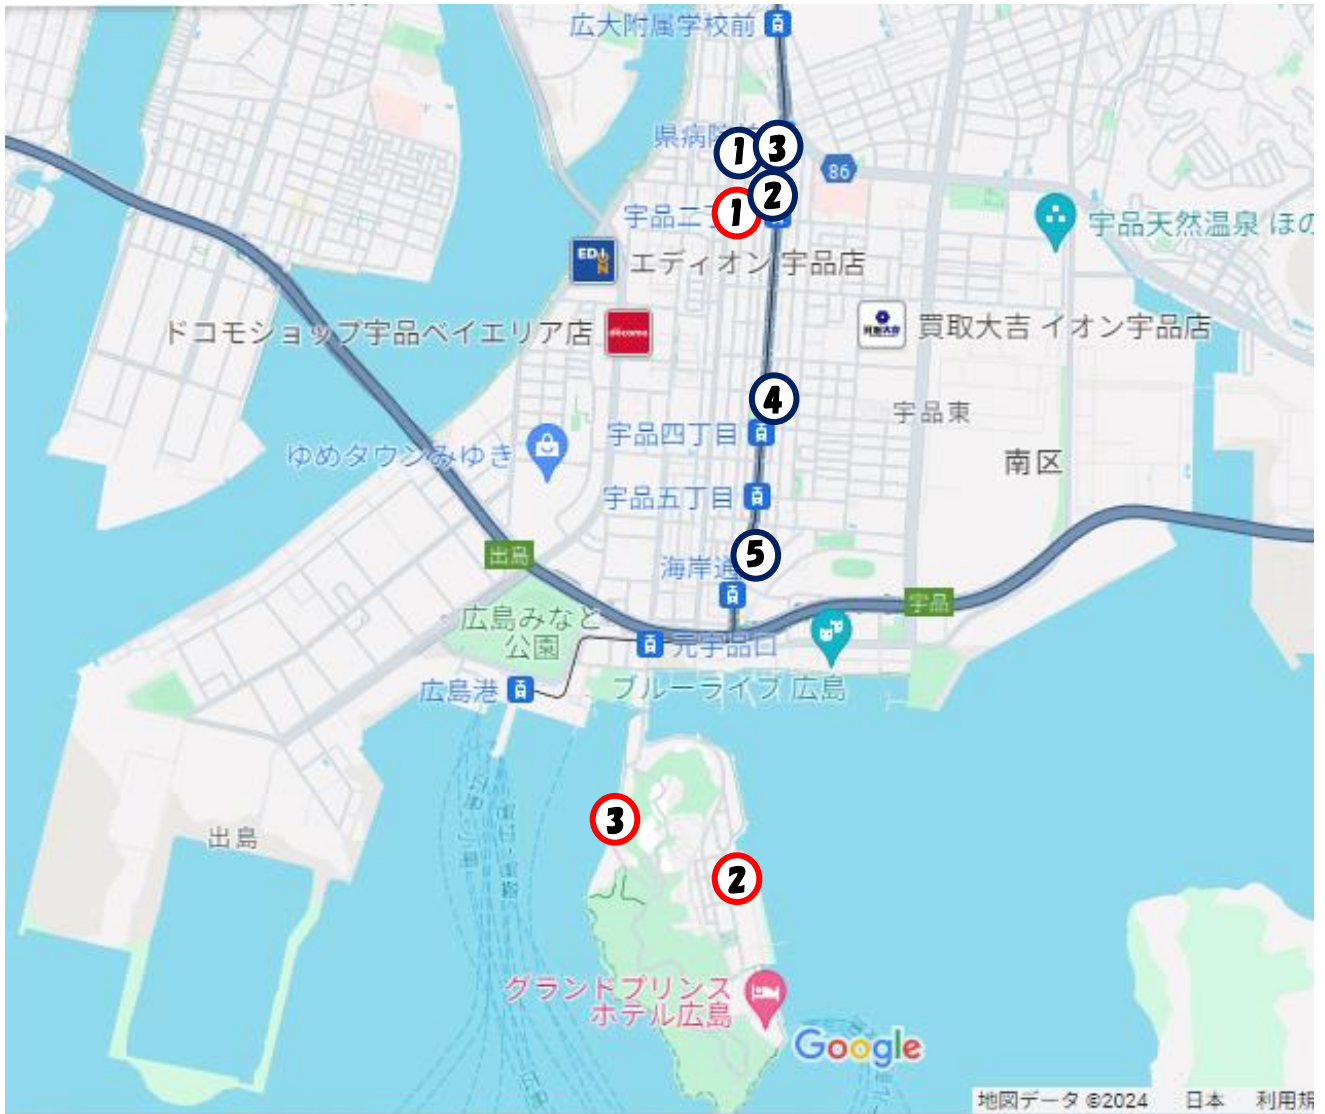 広大附属学校前
県病院
1
3
86
2
1
宇品二丁
宇品天然温泉 ほの
EDION
エディオン 宇品店
ドコモショップ宇品ベイエリア店
docomo
買取大吉
買取大吉 イオン宇品店
4
宇品東
宇品四丁目
ゆめタウンみゆき
南区
宇品五丁目
出島
5
海岸通
宇品
広島みなと
公園
元宇品口
広島港
ブルーライブ 広島
3
出島
2
グランドプリンス
ホテル広島
Google
地図データ ©2024 日本 利用規